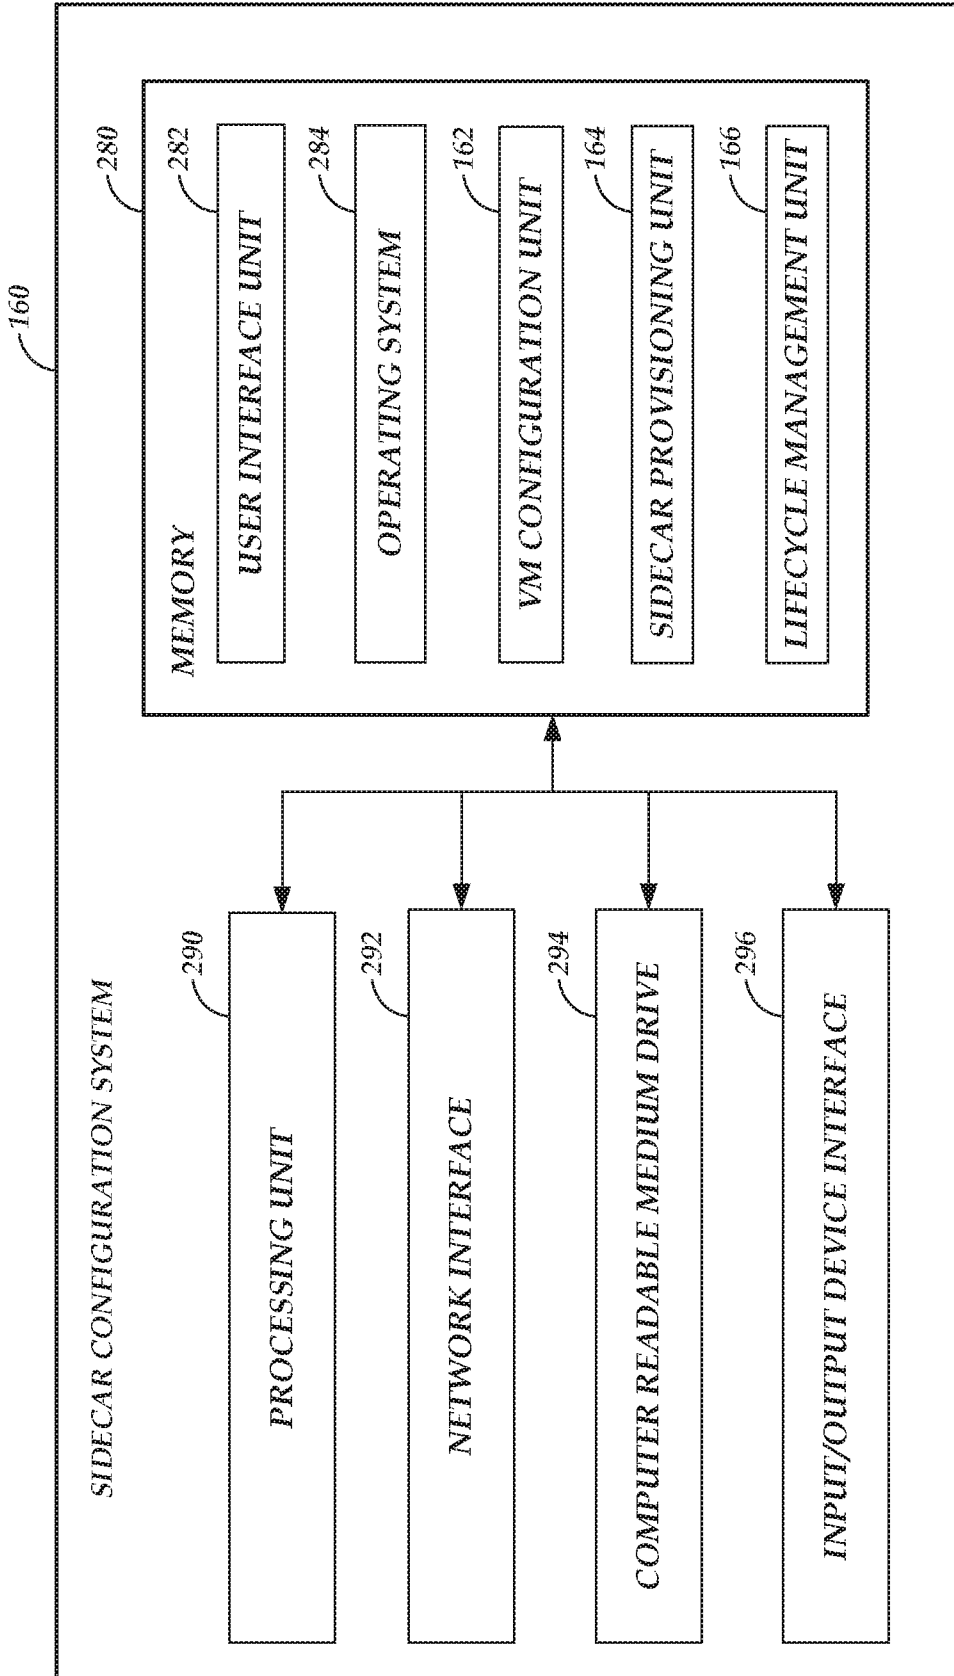 160
SIDECAR CONFIGURATION SYSTEM
290
PROCESSING UNIT
292
NETWORK INTERFACE
294
COMPUTER READABLE MEDIUM DRIVE
296
INPUT/OUTPUT DEVICE INTERFACE
280
MEMORY
282
USER INTERFACE UNIT
284
OPERATING SYSTEM
162
VM CONFIGURATION UNIT
164
SIDECAR PROVISIONING UNIT
166
LIFECYCLE MANAGEMENT UNIT